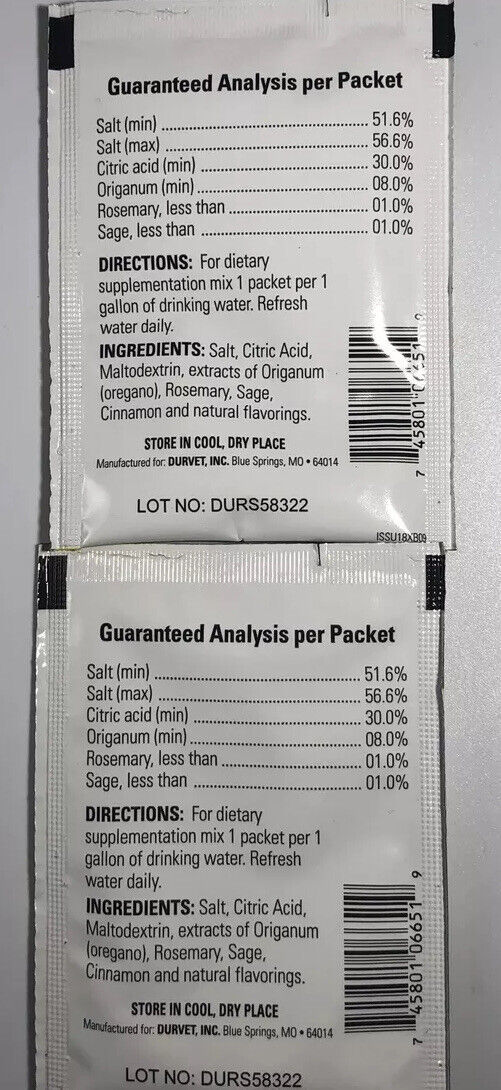 Guaranteed Analysis per Packet
Salt (min) ........................ 51.6%
Salt (max) ........................ 56.6%
Citric acid (min) ........................ 30.0%
Origanum (min) ........................ 08.0%
Rosemary, less than ........................ 01.0%
Sage, less than ........................ 01.0%
DIRECTIONS: For dietary
supplementation mix 1 packet per 1
gallon of drinking water. Refresh
water daily.
INGREDIENTS: Salt, Citric Acid,
Maltodextrin, extracts of Origanum
(oregano), Rosemary, Sage,
Cinnamon and natural flavorings.
STORE IN COOL, DRY PLACE
Manufactured for: DURVET, INC. Blue Springs, MO • 64014
7 45801
LOT NO: DURS58322
ISSU18XB09
Guaranteed Analysis per Packet
Salt (min) ........................ 51.6%
Salt (max) ........................ 56.6%
Citric acid (min) ........................ 30.0%
Origanum (min) ........................ 08.0%
Rosemary, less than ........................ 01.0%
Sage, less than ........................ 01.0%
DIRECTIONS: For dietary
supplementation mix 1 packet per 1
gallon of drinking water. Refresh
water daily.
INGREDIENTS: Salt, Citric Acid,
Maltodextrin, extracts of Origanum
(oregano), Rosemary, Sage,
Cinnamon and natural flavorings.
STORE IN COOL, DRY PLACE
Manufactured for: DURVET, INC. Blue Springs, MO • 64014
7 45801 06651 9
LOT NO: DURS58322